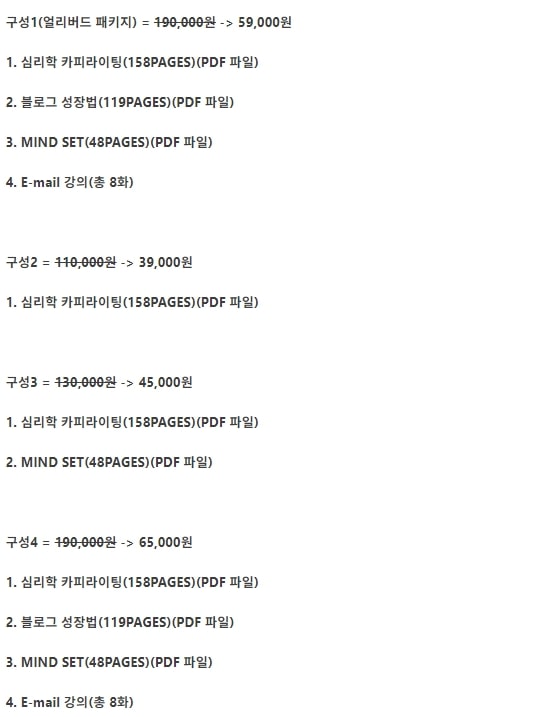 구성1(얼리버드 패키지) = 190,000원 -> 59,000원
1. 심리학 카피라이팅(158PAGES)(PDF 파일)
2. 블로그 성장법(119PAGES)(PDF 파일)
3. MIND SET(48PAGES)(PDF 파일)
4. E-mail 강의(총 8화)
구성2 = 110,000원 -> 39,000원
1. 심리학 카피라이팅(158PAGES)(PDF 파일)
구성3 = 130,000원 -> 45,000원
1. 심리학 카피라이팅(158PAGES)(PDF 파일)
2. MIND SET(48PAGES)(PDF 파일)
구성4 = 190,000원 -> 65,000원
1. 심리학 카피라이팅(158PAGES)(PDF 파일)
2. 블로그 성장법(119PAGES)(PDF 파일)
3. MIND SET(48PAGES)(PDF 파일)
4. E-mail 강의(총 8화)